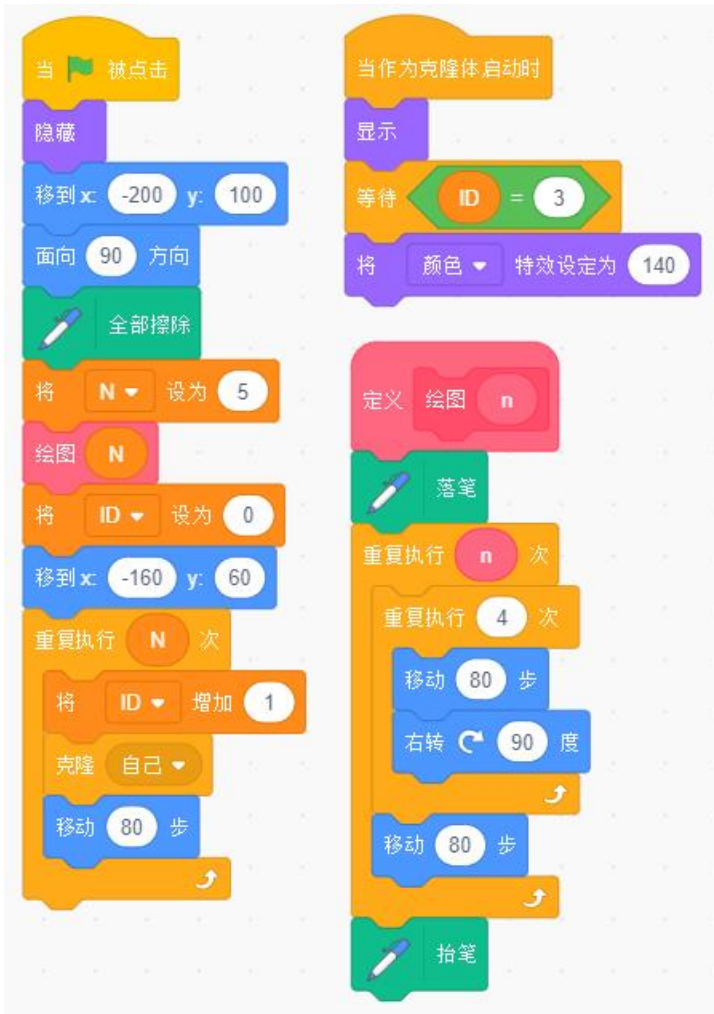 当 被点击
隐藏
移到 x: -200 y: 100
面向 90 方向
全部擦除
将 N 设为 5
绘图 N
将 ID 设为 0
移到 x: -160 y: 60
重复执行 N 次
将 ID 增加 1
克隆 自己
移动 80 步
当作为克隆体启动时
显示
等待 ID = 3
将 颜色 特效设定为 140
定义 绘图 n
落笔
重复执行 n 次
重复执行 4 次
移动 80 步
右转 90 度
移动 80 步
抬笔